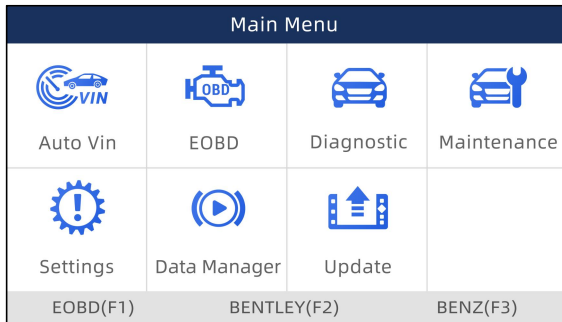 Main Menu
VIN
OBD
Auto Vin
EOBD
Diagnostic
Maintenance
Settings
Data Manager
Update
EOBD(F1)
BENTLEY(F2)
BENZ(F3)